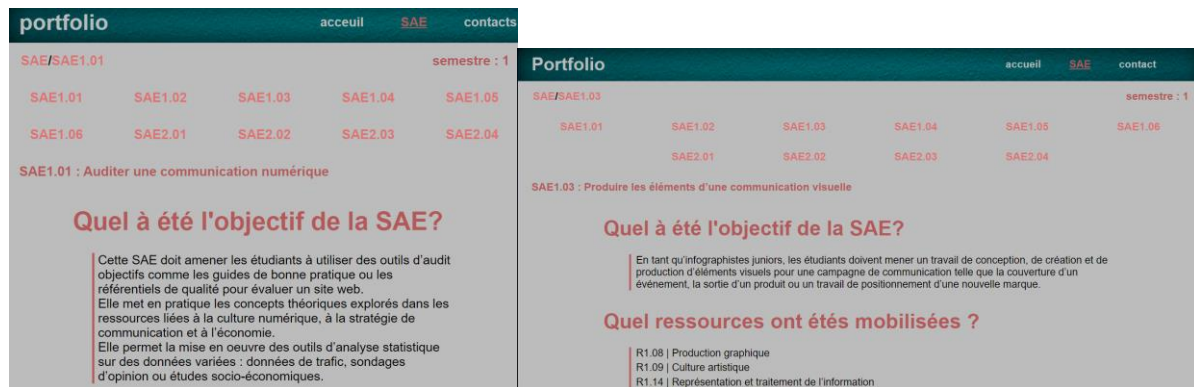 portfolio
acceuil SAE contacts
SAE/SAE1.01 semestre : 1
SAE1.01 SAE1.02 SAE1.03 SAE1.04 SAE1.05
SAE1.06 SAE2.01 SAE2.02 SAE2.03 SAE2.04
SAE1.01 : Auditer une communication numérique
Quel à été l'objectif de la SAE?
Cette SAE doit amener les étudiants à utiliser des outils d'audit
objectifs comme les guides de bonne pratique ou les
référentiels de qualité pour évaluer un site web.
Elle met en pratique les concepts théoriques explorés dans les
ressources liées à la culture numérique, à la stratégie de
communication et à l'économie.
Elle permet la mise en oeuvre des outils d'analyse statistique
sur des données variées : données de trafic, sondages
d'opinion ou études socio-économiques.
Portfolio
accueil SAE contact
SAE/SAE1.03 semestre : 1
SAE1.01 SAE1.02 SAE1.03 SAE1.04 SAE1.05 SAE1.06
SAE2.01 SAE2.02 SAE2.03 SAE2.04
SAE1.03 : Produire les éléments d'une communication visuelle
Quel à été l'objectif de la SAE?
En tant qu'infographistes juniors, les étudiants doivent mener un travail de conception, de création et de
production d'éléments visuels pour une campagne de communication telle que la couverture d'un
événement, la sortie d'un produit ou un travail de positionnement d'une nouvelle marque.
Quel ressources ont étés mobilisées ?
R1.08 | Production graphique
R1.09 | Culture artistique
R1.14 | Représentation et traitement de l'information